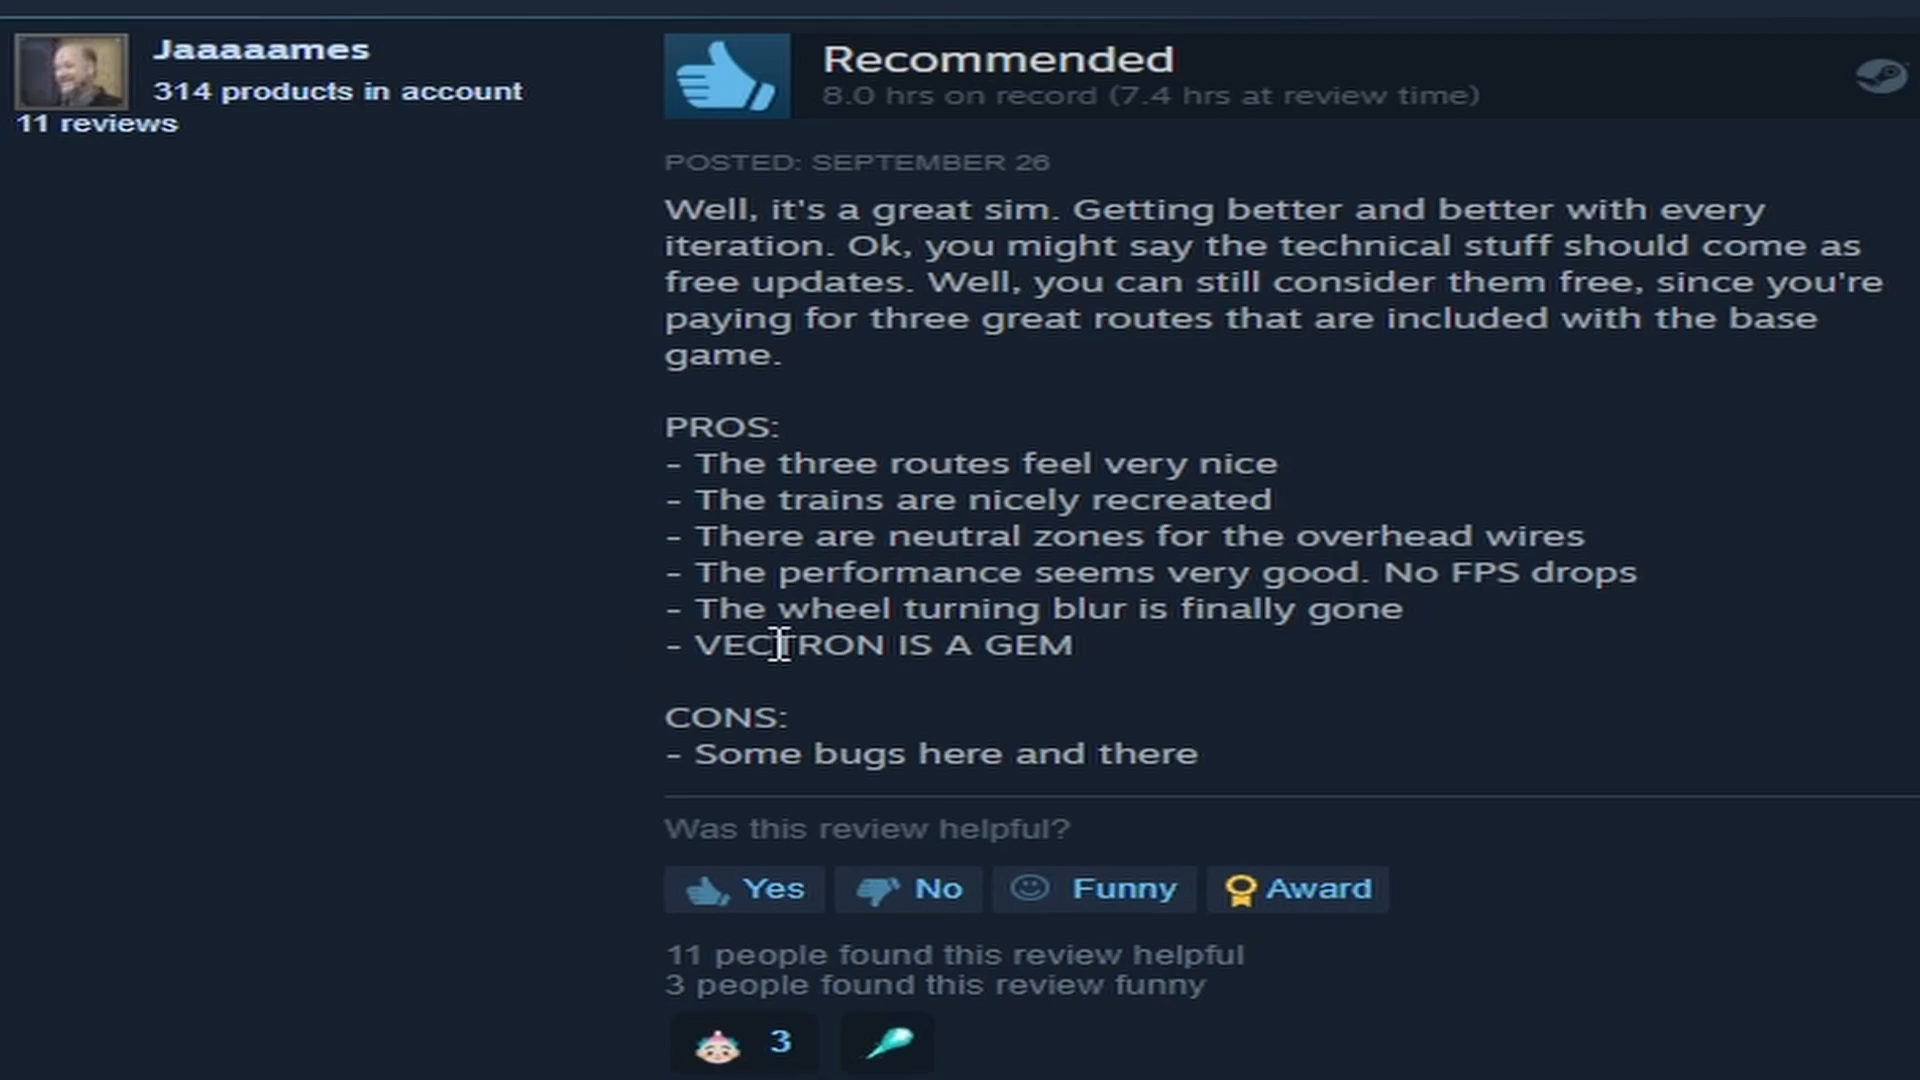 Jaaaaames
314 products in account
11 reviews
Recommended
8.0 hrs on record (7.4 hrs at review time)
POSTED: SEPTEMBER 26
Well, it's a great sim. Getting better and better with every
iteration. Ok, you might say the technical stuff should come as
free updates. Well, you can still consider them free, since you're
paying for three great routes that are included with the base
game.
PROS:
- The three routes feel very nice
- The trains are nicely recreated
- There are neutral zones for the overhead wires
- The performance seems very good. No FPS drops
- The wheel turning blur is finally gone
- VECTRON IS A GEM
CONS:
- Some bugs here and there
Was this review helpful?
Yes No Funny Award
11 people found this review helpful
3 people found this review funny
3